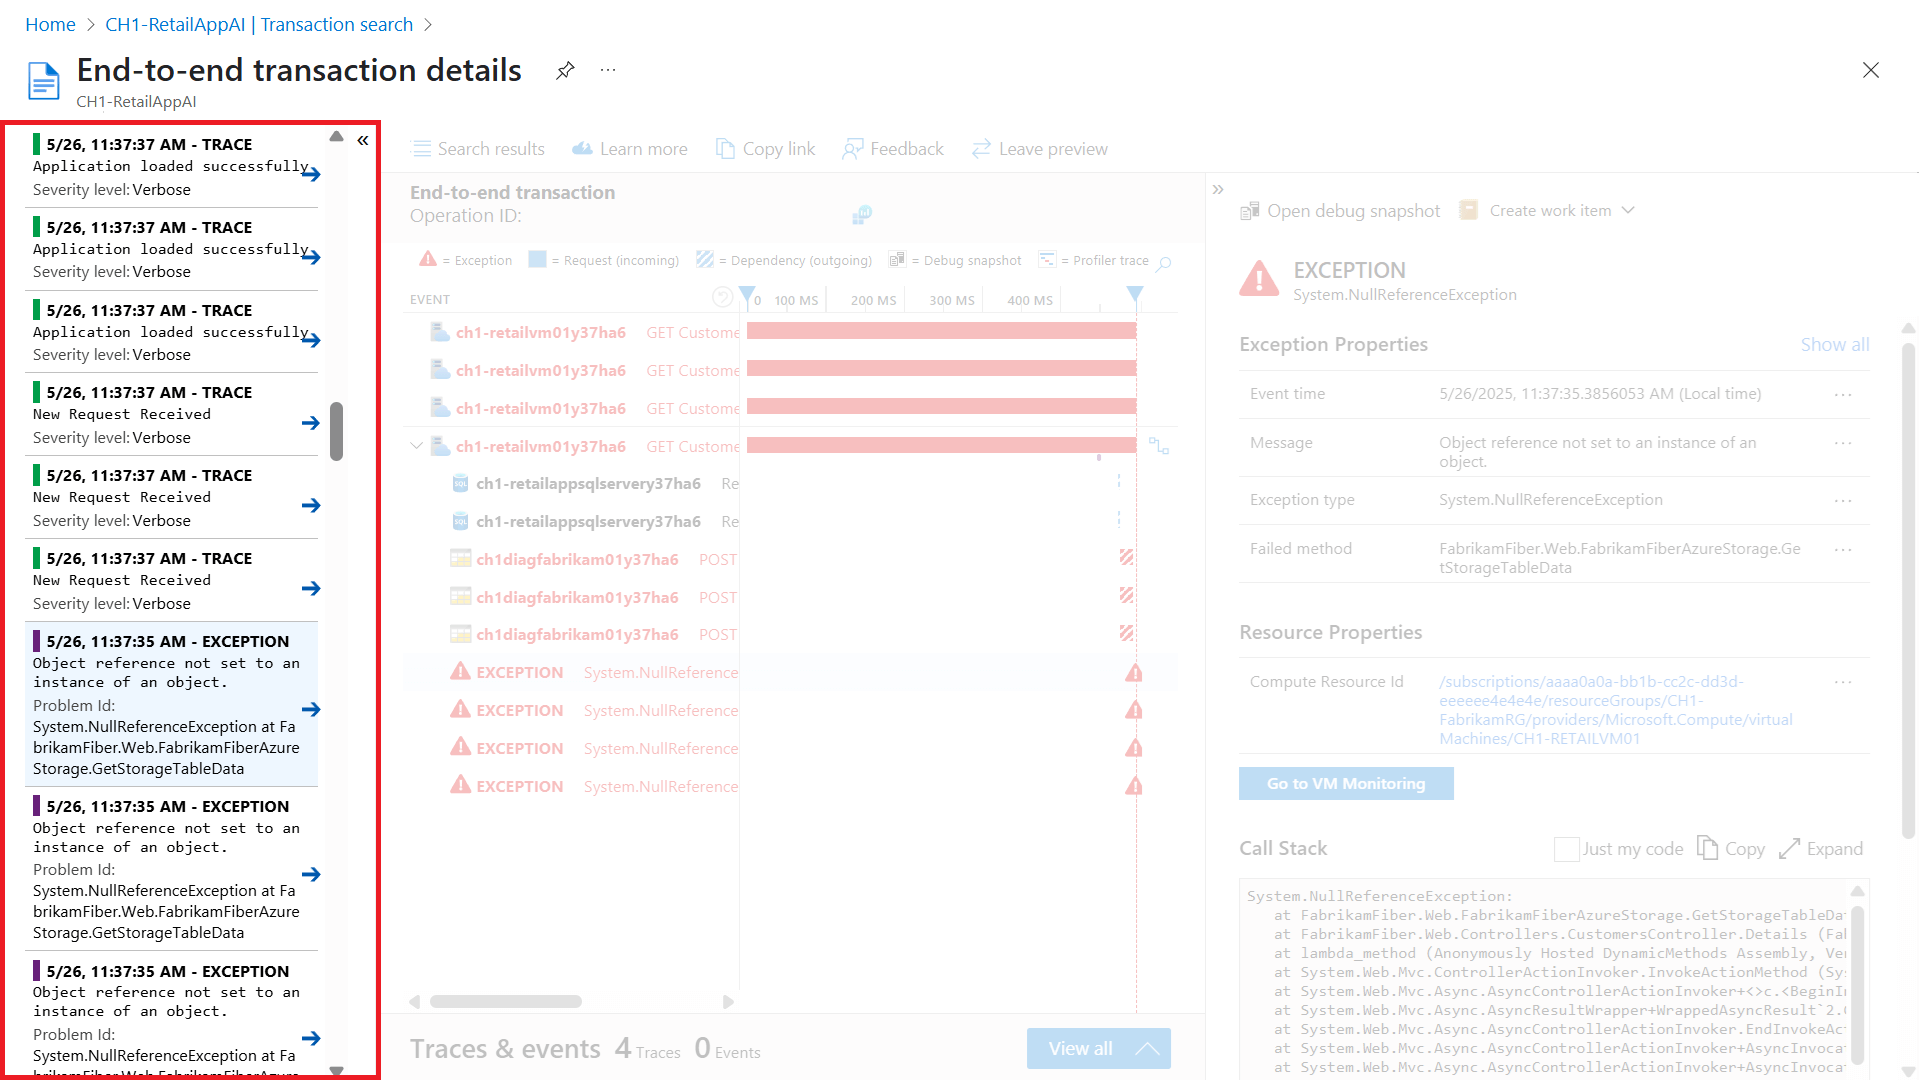 Home > CH1-RetailAppAI | Transaction search >
End-to-end transaction details ...
CH1-RetailAppAI
5/26, 11:37:37 AM - TRACE
Application loaded successfully
Severity level: Verbose
5/26, 11:37:37 AM - TRACE
Application loaded successfully
Severity level: Verbose
5/26, 11:37:37 AM - TRACE
Application loaded successfully
Severity level: Verbose
5/26, 11:37:37 AM - TRACE
New Request Received
Severity level: Verbose
5/26, 11:37:37 AM - TRACE
New Request Received
Severity level: Verbose
5/26, 11:37:37 AM - TRACE
New Request Received
Severity level: Verbose
5/26, 11:37:35 AM - EXCEPTION
Object reference not set to an
instance of an object.
Problem Id:
System.NullReferenceException at Fa
brikamFiber.Web.FabrikamFiberAzure
Storage.GetStorageTableData
5/26, 11:37:35 AM - EXCEPTION
Object reference not set to an
instance of an object.
Problem Id:
System.NullReferenceException at Fa
brikamFiber.Web.FabrikamFiberAzure
Storage.GetStorageTableData
5/26, 11:37:35 AM - EXCEPTION
Object reference not set to an
instance of an object.
Problem Id:
System.NullReferenceException at Fa
brikamFiber.Web.FabrikamFiberAzure
Search results Learn more Copy link Feedback Leave preview
End-to-end transaction
Operation ID:
= Exception = Request (incoming) = Dependency (outgoing) = Debug snapshot = Profiler trace
EVENT 0 100 MS 200 MS 300 MS 400 MS
ch1-retailvm01y37ha6 GET Custome
ch1-retailvm01y37ha6 GET Custome
ch1-retailvm01y37ha6 GET Custome
ch1-retailvm01y37ha6 GET Custome
ch1-retailappsqlservery37ha6 Re
ch1-retailappsqlservery37ha6 Re
ch1diagfabrikam01y37ha6 POST
ch1diagfabrikam01y37ha6 POST
ch1diagfabrikam01y37ha6 POST
EXCEPTION System.NullReference
EXCEPTION System.NullReference
EXCEPTION System.NullReference
EXCEPTION System.NullReference
Traces & events 4 Traces 0 Events View all
Open debug snapshot Create work item
EXCEPTION
System.NullReferenceException
Exception Properties Show all
Event time 5/26/2025, 11:37:35.3856053 AM (Local time) ...
Message Object reference not set to an instance of an ...
object.
Exception type System.NullReferenceException ...
Failed method FabrikamFiber.Web.FabrikamFiberAzureStorage.Ge ...
tStorageTableData
Resource Properties
Compute Resource Id /subscriptions/aaaa0a0a-bb1b-cc2c-dd3d- ...
eeeeee4e4e4e/resourceGroups/CH1-
FabrikamRG/providers/Microsoft.Compute/virtual
Machines/CH1-RETAILVM01
Go to VM Monitoring
Call Stack Just my code Copy Expand
System.NullReferenceException:
at FabrikamFiber.Web.FabrikamFiberAzureStorage.GetStorageTableDa
at FabrikamFiber.Web.Controllers.CustomersController.Details (Fa
at lambda_method (Anonymously Hosted DynamicMethods Assembly, Ve
at System.Web.Mvc.ControllerActionInvoker.InvokeActionMethod (Sy
at System.Web.Mvc.Async.AsyncControllerActionInvoker+<>c.<BeginI
at System.Web.Mvc.Async.AsyncResultWrapper+WrappedAsyncResult`2.
at System.Web.Mvc.Async.AsyncControllerActionInvoker.EndInvokeAc
at System.Web.Mvc.Async.AsyncControllerActionInvoker+AsyncInvoca
at System.Web.Mvc.Async.AsyncControllerActionInvoker+AsyncInvoca